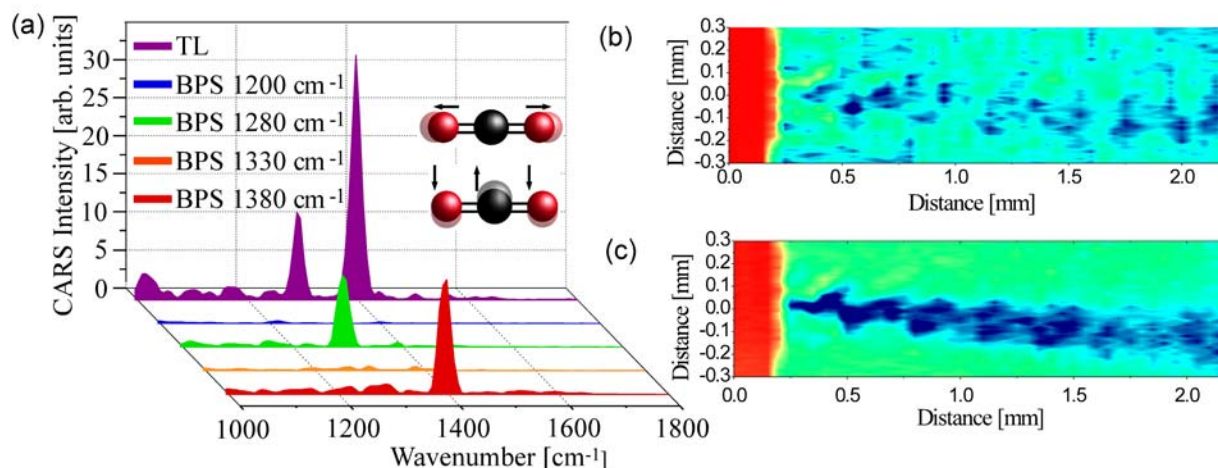 (a)
CARS Intensity [arb. units]
35
30
25
20
15
10
5
0
TL
BPS 1200 cm⁻¹
BPS 1280 cm⁻¹
BPS 1330 cm⁻¹
BPS 1380 cm⁻¹
1000 1200 1400 1600 1800
Wavenumber [cm⁻¹]
(b)
Distance [mm]
0.3
0.2
0.1
0.0
-0.1
-0.2
-0.3
0.0 0.5 1.0 1.5 2.0
Distance [mm]
(c)
Distance [mm]
0.3
0.2
0.1
0.0
-0.1
-0.2
-0.3
0.0 0.5 1.0 1.5 2.0
Distance [mm]